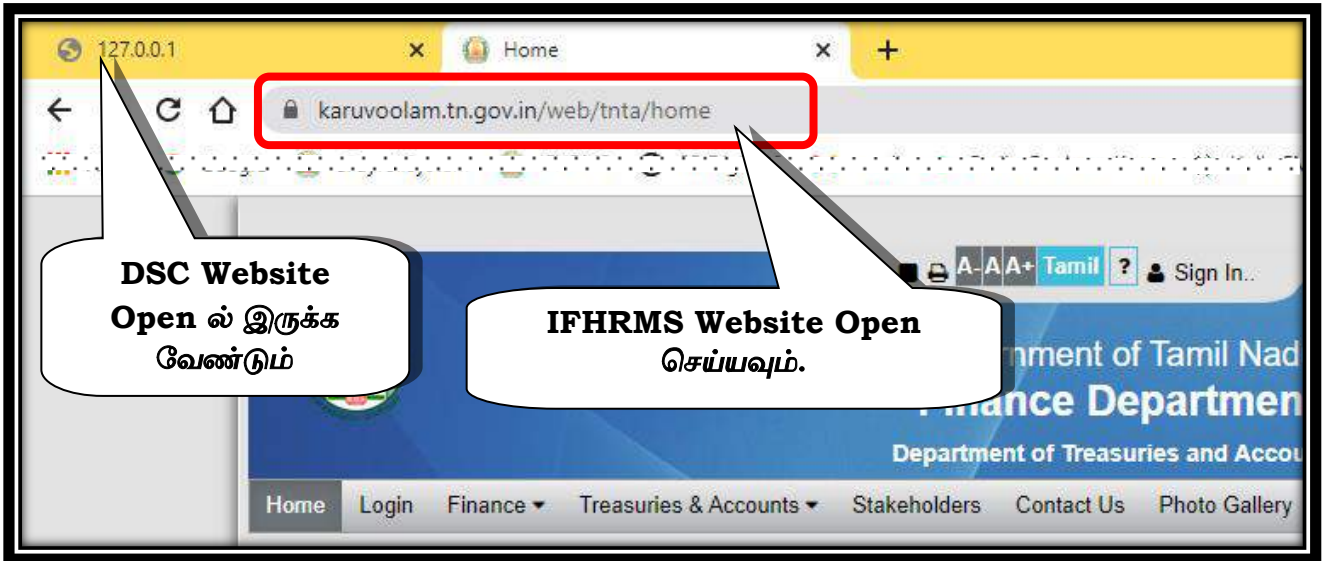 127.0.0.1
Home
karuvoolam.tn.gov.in/web/tnta/home
A- A A+ Tamil ? Sign In..
DSC Website
Open ல் இருக்க
வேண்டும்
IFHRMS Website Open
செய்யவும்.
of Tamil Nad
Departmen
Department of Treasuries and Accou
Home Login Finance Treasuries & Accounts Stakeholders Contact Us Photo Gallery